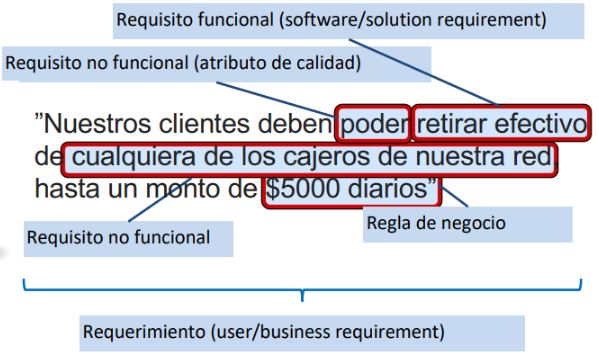 Requisito funcional (software/solution requirement)
Requisito no funcional (atributo de calidad)
”Nuestros clientes deben poder retirar efectivo
de cualquiera de los cajeros de nuestra red,
hasta un monto de $5000 diarios”
Regla de negocio
Requisito no funcional
Requerimiento (user/business requirement)